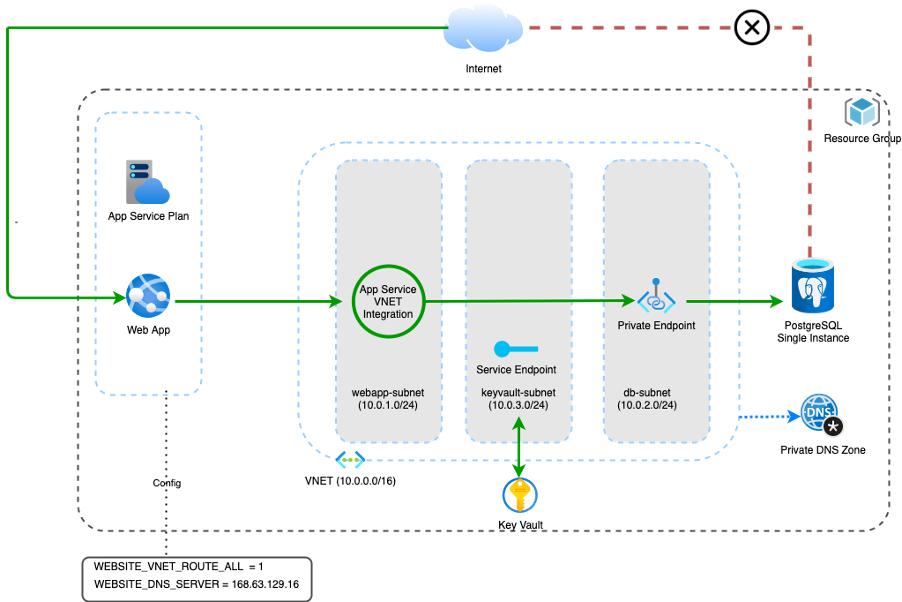 Internet
Resource Group
App Service Plan
Web App
App Service
VNET
Integration
Private Endpoint
PostgreSQL
Single Instance
Service Endpoint
webapp-subnet
(10.0.1.0/24)
keyvault-subnet
(10.0.3.0/24)
db-subnet
(10.0.2.0/24)
DNS
Private DNS Zone
VNET (10.0.0.0/16)
Config
Key Vault
WEBSITE_VNET_ROUTE_ALL = 1
WEBSITE_DNS_SERVER = 168.63.129.16